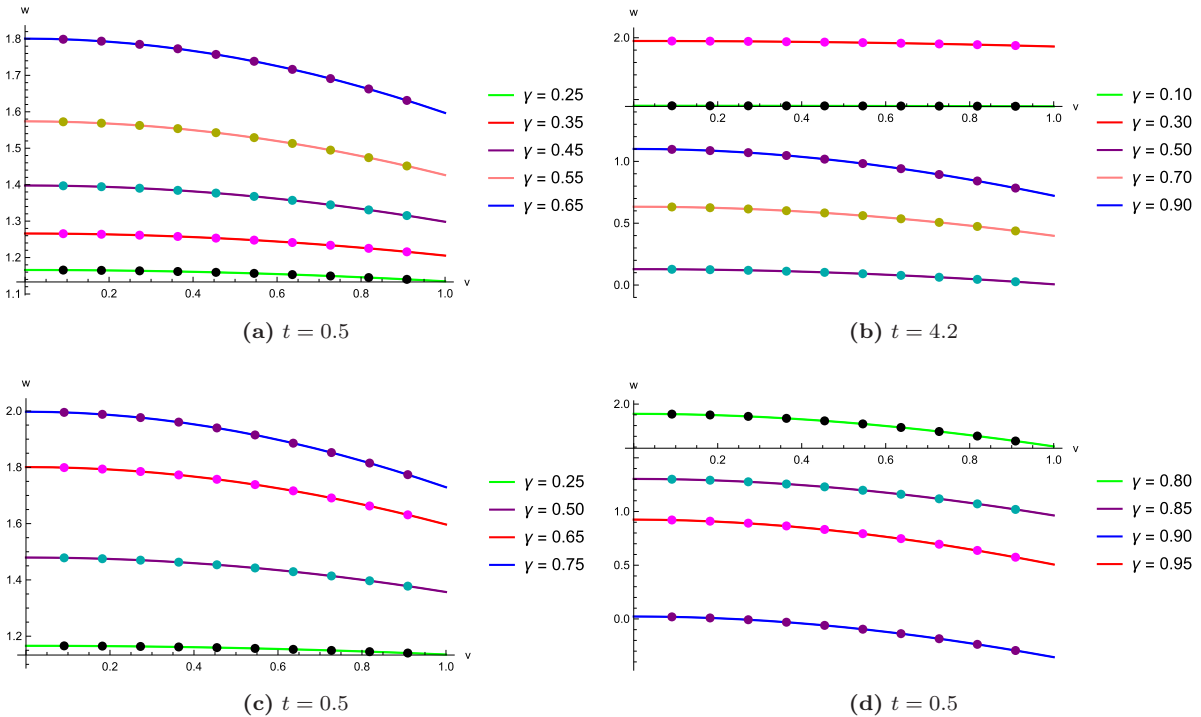 w
1.8
1.7
1.6
1.5
1.4
1.3
1.2
1.1
0.2 0.4 0.6 0.8 1.0
v
γ = 0.25
γ = 0.35
γ = 0.45
γ = 0.55
γ = 0.65
(a) t = 0.5
w
2.0
0.2 0.4 0.6 0.8 1.0
v
1.0
0.5
0.0
γ = 0.10
γ = 0.30
γ = 0.50
γ = 0.70
γ = 0.90
(b) t = 4.2
w
2.0
1.8
1.6
1.4
1.2
0.2 0.4 0.6 0.8 1.0
v
γ = 0.25
γ = 0.50
γ = 0.65
γ = 0.75
(c) t = 0.5
w
2.0
0.2 0.4 0.6 0.8 1.0
v
1.0
0.5
0.0
γ = 0.80
γ = 0.85
γ = 0.90
γ = 0.95
(d) t = 0.5